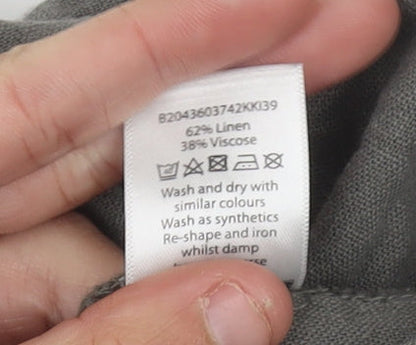 B2043603742KKI39
62% Linen
38% Viscose
Wash and dry with
similar colours
Wash as synthetics
Re-shape and iron
whilst damp